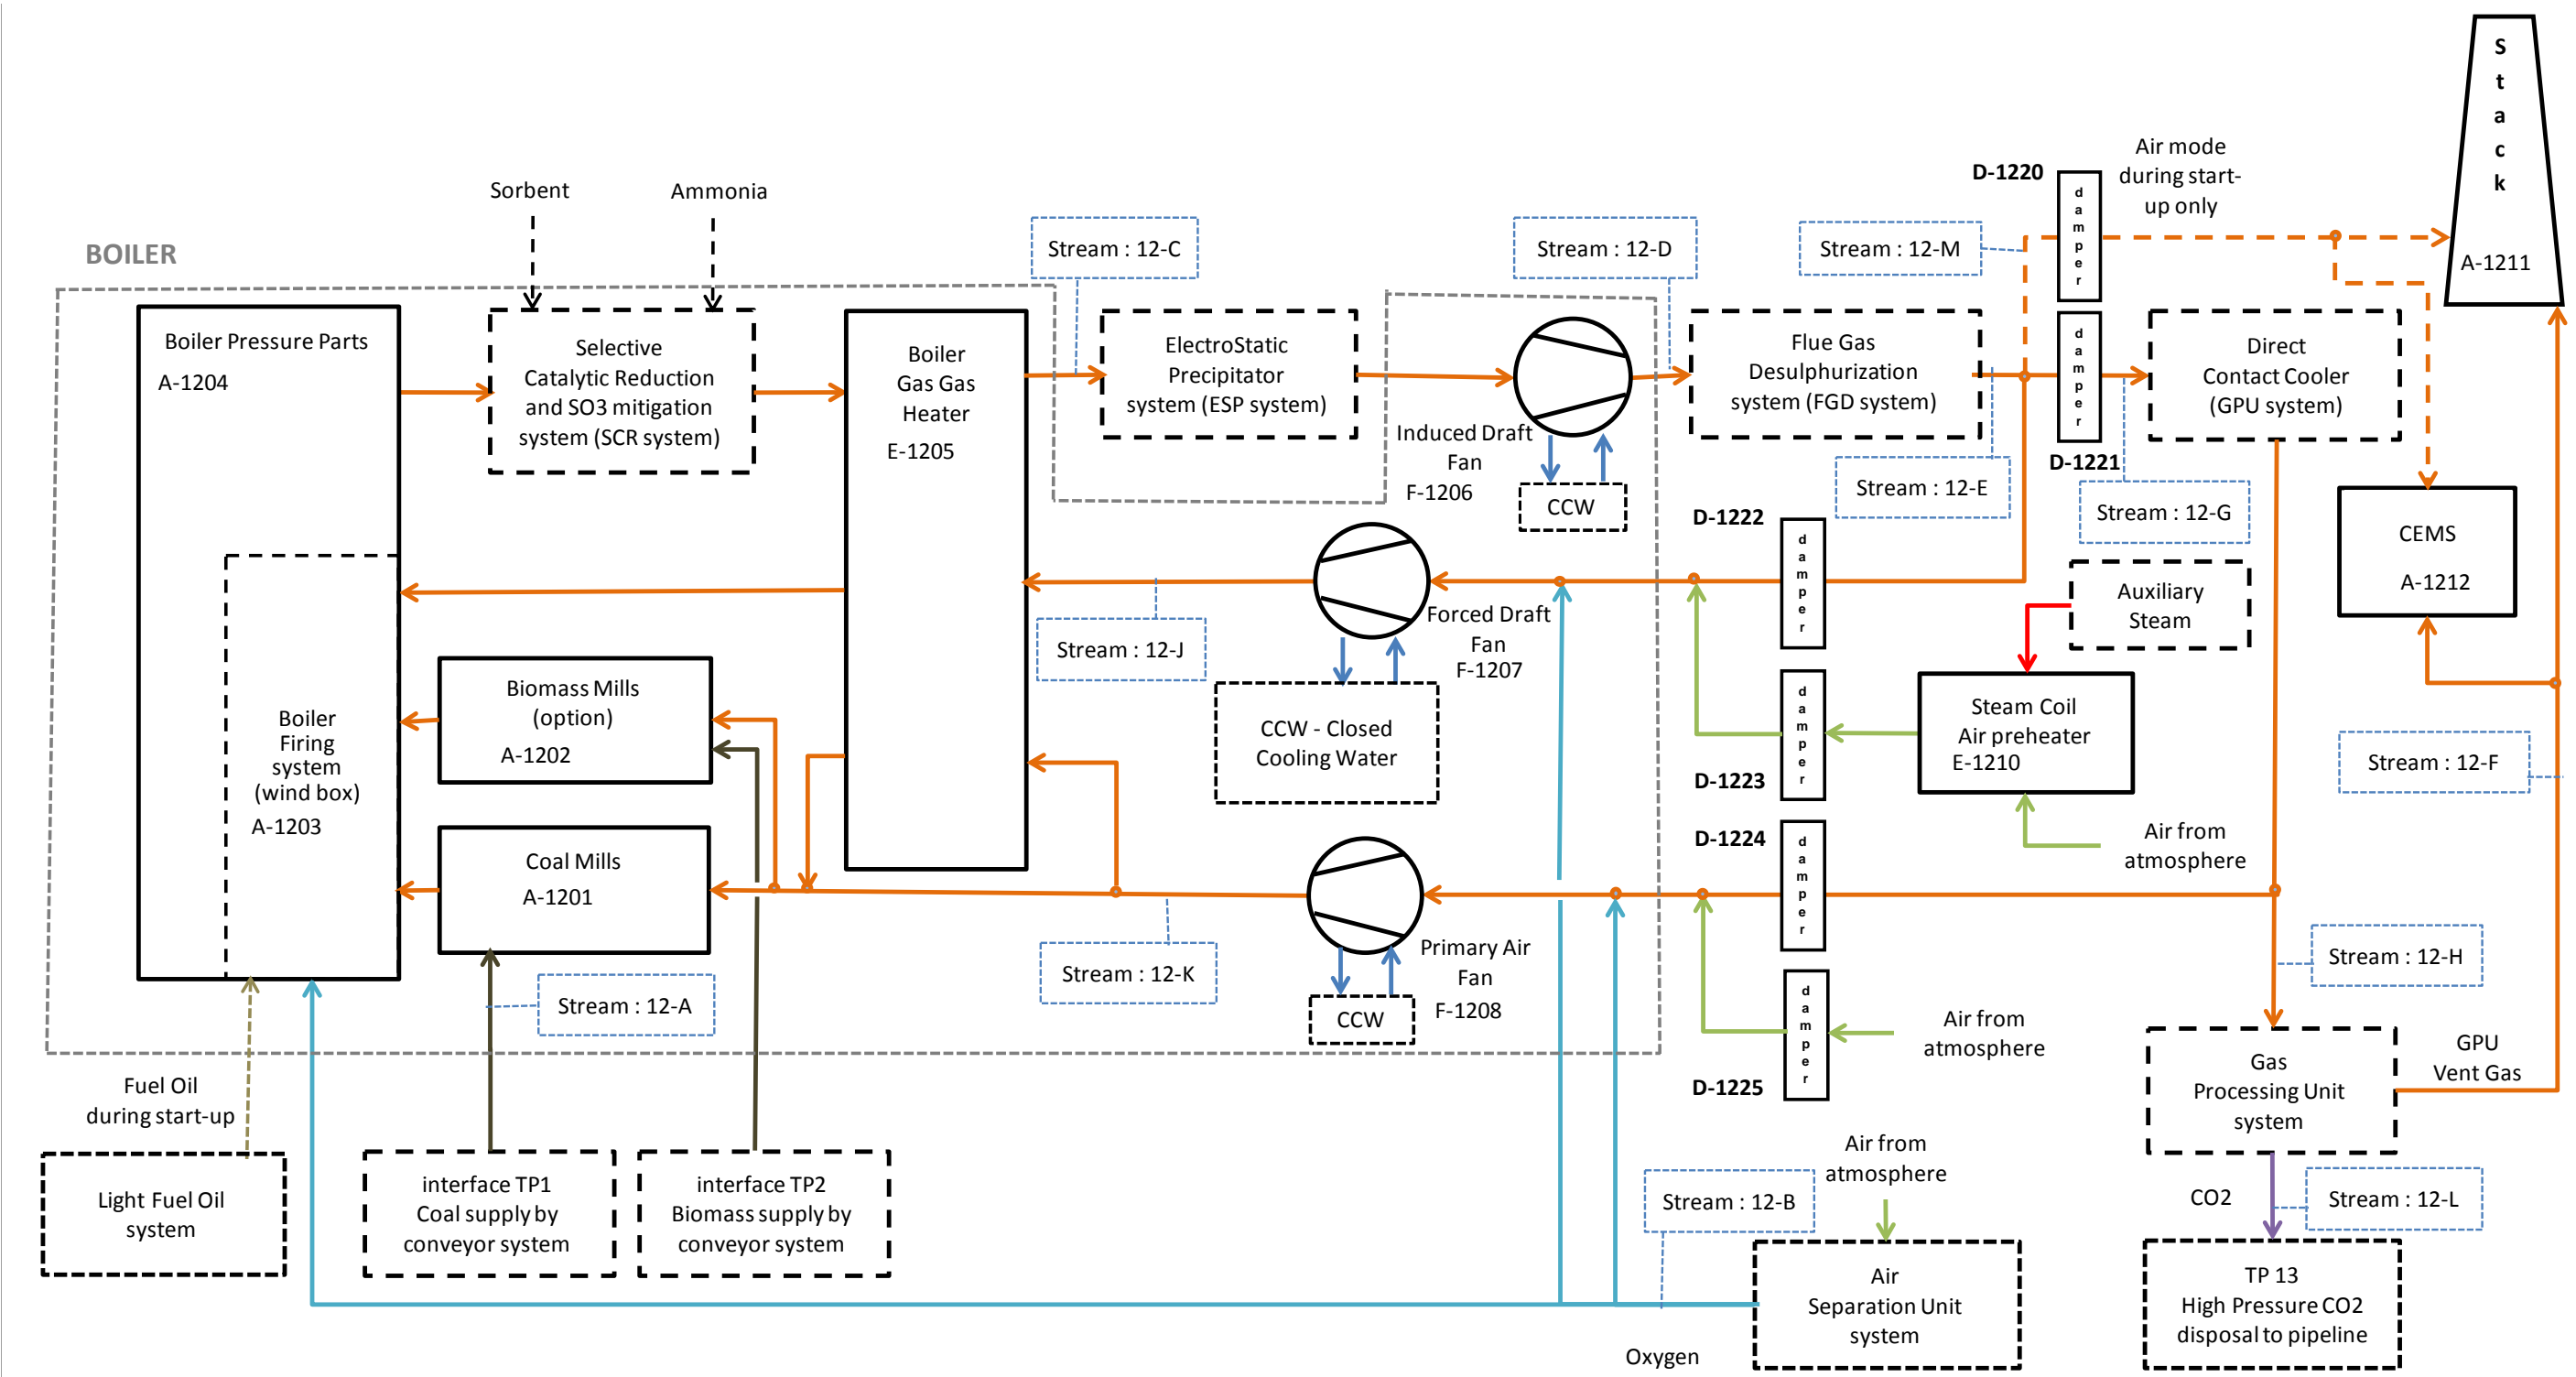 S
t
a
c
k
A-1211
Air mode
during start-
up only
D-1220
d
a
m
p
e
r
Sorbent
Ammonia
BOILER
Stream : 12-C
Stream : 12-D
Stream : 12-M
Boiler Pressure Parts
A-1204
Selective
Catalytic Reduction
and SO3 mitigation
system (SCR system)
Boiler
Gas Gas
Heater
E-1205
ElectroStatic
Precipitator
system (ESP system)
Induced Draft
Fan
F-1206
CCW
Flue Gas
Desulphurization
system (FGD system)
d
a
m
p
e
r
D-1221
Direct
Contact Cooler
(GPU system)
Stream : 12-E
Stream : 12-G
CEMS
A-1212
D-1222
d
a
m
p
e
r
Auxiliary
Steam
Forced Draft
Fan
F-1207
Stream : 12-J
CCW - Closed
Cooling Water
Boiler
Firing
system
(wind box)
A-1203
Biomass Mills
(option)
A-1202
D-1223
d
a
m
p
e
r
Steam Coil
Air preheater
E-1210
Stream : 12-F
Air from
atmosphere
Coal Mills
A-1201
D-1224
d
a
m
p
e
r
Primary Air
Fan
F-1208
CCW
Stream : 12-K
Stream : 12-A
Stream : 12-H
d
a
m
p
e
r
D-1225
Air from
atmosphere
Gas
Processing Unit
system
GPU
Vent Gas
Fuel Oil
during start-up
Light Fuel Oil
system
interface TP1
Coal supply by
conveyor system
interface TP2
Biomass supply by
conveyor system
Stream : 12-B
Air from
atmosphere
CO2
Stream : 12-L
Air
Separation Unit
system
Oxygen
TP 13
High Pressure CO2
disposal to pipeline